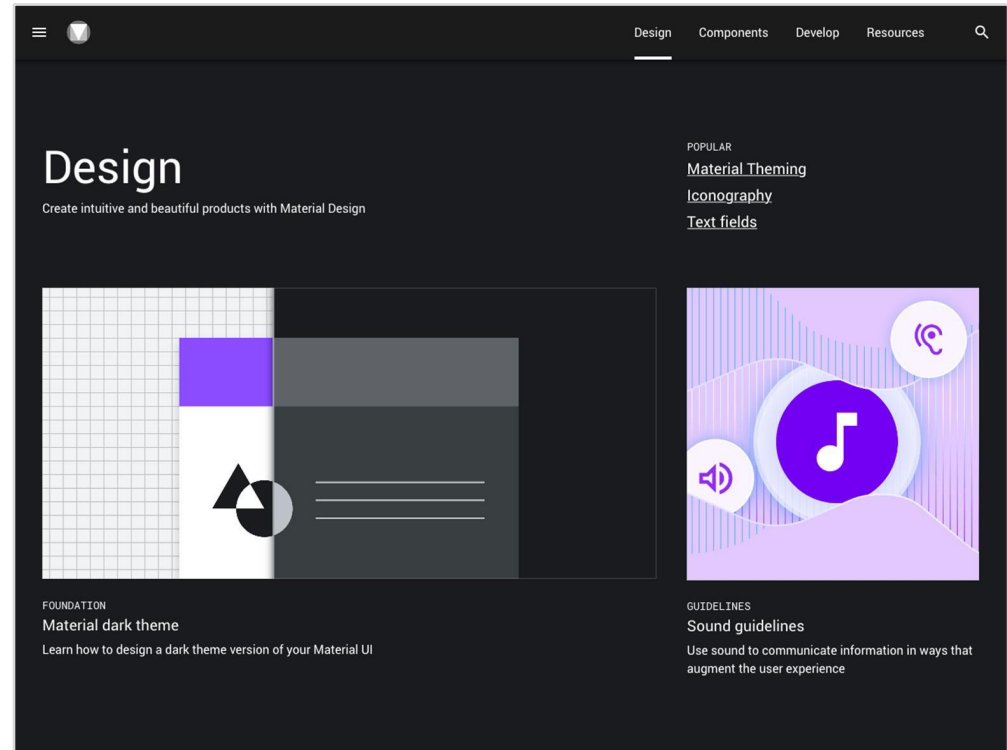 Design
Components
Develop
Resources
Design
Create intuitive and beautiful products with Material Design
POPULAR
Material Theming
Iconography
Text fields
FOUNDATION
Material dark theme
Learn how to design a dark theme version of your Material UI
GUIDELINES
Sound guidelines
Use sound to communicate information in ways that
augment the user experience